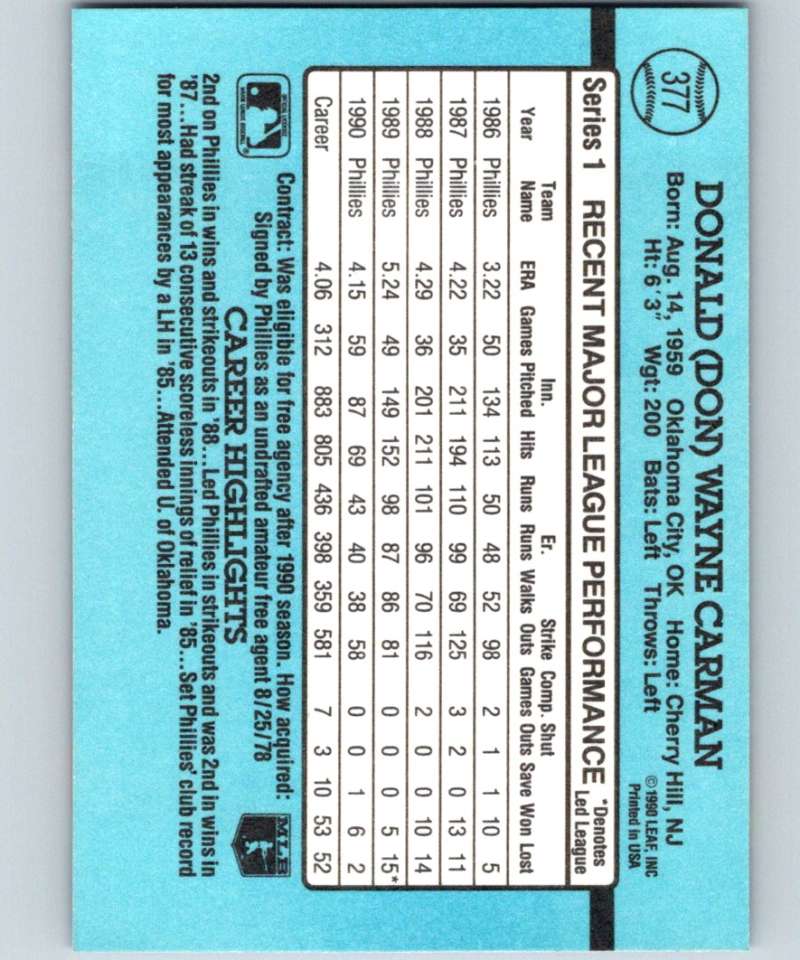 377
DONALD (DON) WAYNE CARMAN
Born: Aug. 14, 1959 Oklahoma City, OK Home: Cherry Hill, NJ
Ht: 6'3" Wgt: 200 Bats: Left Throws: Left
©1990 LEAF, INC
Printed in USA
Series 1 RECENT MAJOR LEAGUE PERFORMANCE *Denotes
Led League
Team Inn. Er. Strike Comp. Shut
Year Name ERA Games Pitched Hits Runs Runs Walks Outs Games Outs Save Won Lost
1986 Phillies 3.22 50 134 113 50 48 52 98 2 1 1 10 5
1987 Phillies 4.22 35 211 194 110 99 69 125 3 2 0 13 11
1988 Phillies 4.29 36 201 211 101 96 70 116 2 0 0 10 14
1989 Phillies 5.24 49 149 152 98 87 86 81 0 0 0 5 15*
1990 Phillies 4.15 59 87 69 43 40 38 58 0 0 1 6 2
Career 4.06 312 883 805 436 398 359 581 7 3 10 53 52
OFFICIAL LICENSEE
MAJOR LEAGUE BASEBALL
®
Contract: Was eligible for free agency after 1990 season. How acquired:
Signed by Phillies as an undrafted amateur free agent 8/25/78
MLB
CAREER HIGHLIGHTS
2nd on Phillies in wins and strikeouts in '88...Led Phillies in strikeouts and was 2nd in wins in
'87...Had streak of 13 consecutive scoreless innings of relief in '85...Set Phillies' club record
for most appearances by a LH in '85...Attended U. of Oklahoma.